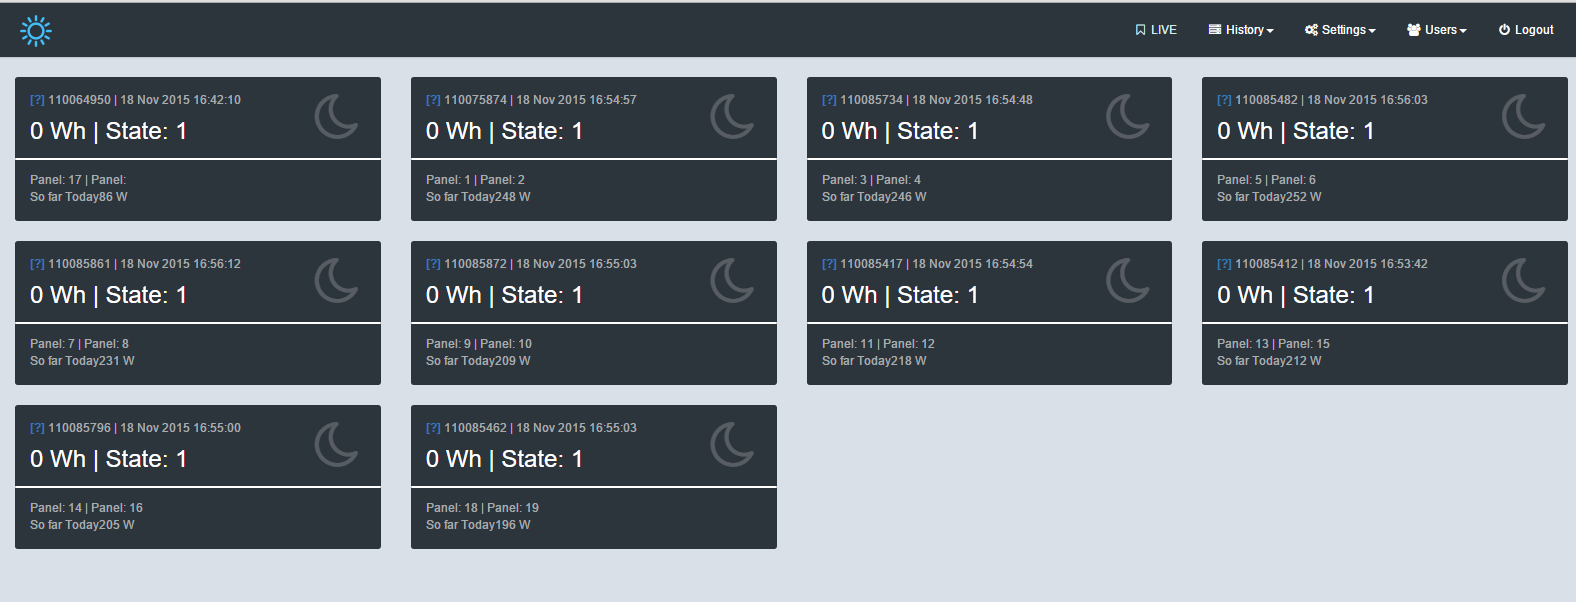 LIVE History Settings Users Logout
[?] 110064950 | 18 Nov 2015 16:42:10
0 Wh | State: 1
Panel: 17 | Panel:
So far Today86 W
[?] 110075874 | 18 Nov 2015 16:54:57
0 Wh | State: 1
Panel: 1 | Panel: 2
So far Today248 W
[?] 110085734 | 18 Nov 2015 16:54:48
0 Wh | State: 1
Panel: 3 | Panel: 4
So far Today246 W
[?] 110085482 | 18 Nov 2015 16:56:03
0 Wh | State: 1
Panel: 5 | Panel: 6
So far Today252 W
[?] 110085861 | 18 Nov 2015 16:56:12
0 Wh | State: 1
Panel: 7 | Panel: 8
So far Today231 W
[?] 110085872 | 18 Nov 2015 16:55:03
0 Wh | State: 1
Panel: 9 | Panel: 10
So far Today209 W
[?] 110085417 | 18 Nov 2015 16:54:54
0 Wh | State: 1
Panel: 11 | Panel: 12
So far Today218 W
[?] 110085412 | 18 Nov 2015 16:53:42
0 Wh | State: 1
Panel: 13 | Panel: 15
So far Today212 W
[?] 110085796 | 18 Nov 2015 16:55:00
0 Wh | State: 1
Panel: 14 | Panel: 16
So far Today205 W
[?] 110085462 | 18 Nov 2015 16:55:03
0 Wh | State: 1
Panel: 18 | Panel: 19
So far Today196 W